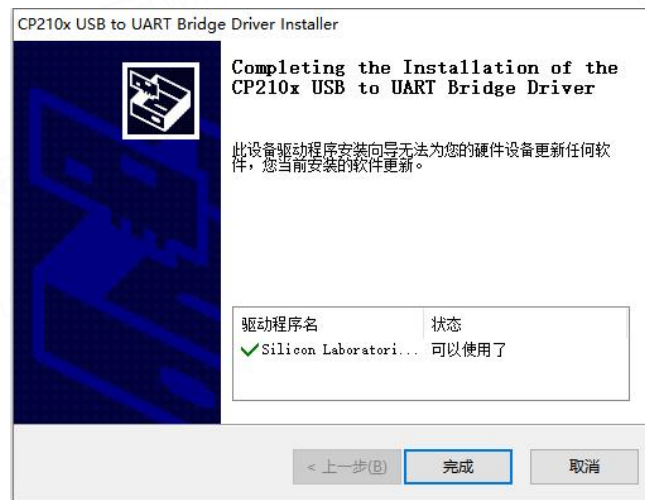 CP210x USB to UART Bridge Driver Installer
Completing the Installation of the
CP210x USB to UART Bridge Driver
此设备驱动程序安装向导无法为您的硬件设备更新任何软
件，您当前安装的软件更新。
驱动程序名 状态
Silicon Laboratori... 可以使用了
< 上一步(B) 完成 取消